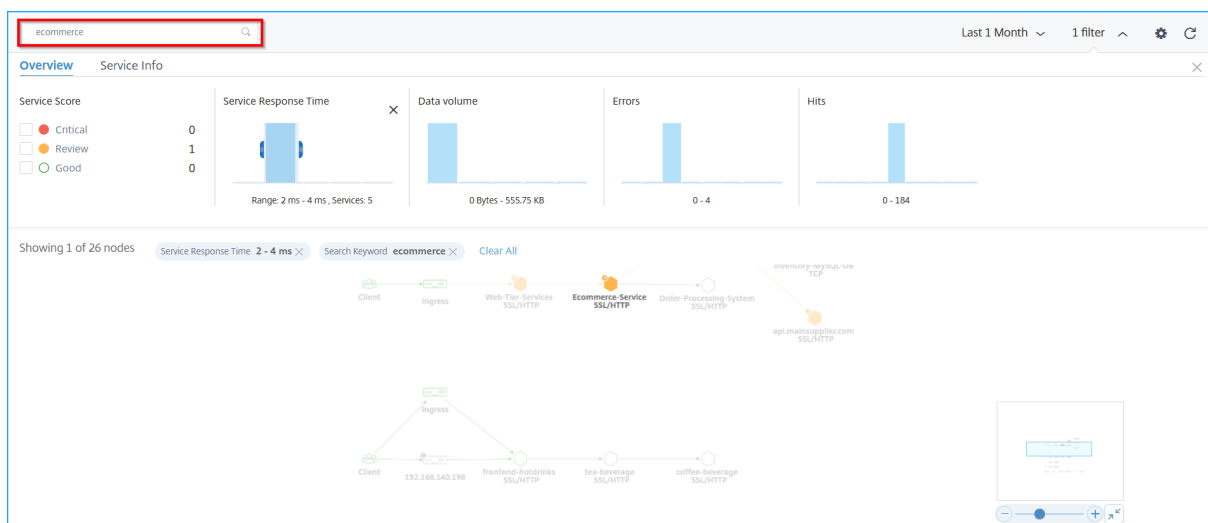 ecommerce
Last 1 Month
1 filter
Overview
Service Info
Service Score
Critical 0
Review 1
Good 0
Service Response Time
Range: 2 ms - 4 ms , Services: 5
Data volume
0 Bytes - 555.75 KB
Errors
0 - 4
Hits
0 - 184
Showing 1 of 26 nodes
Service Response Time 2 - 4 ms
Search Keyword ecommerce
Clear All
Inventory-MySQL-DB
TCP
Client
Ingress
Web-Tier-Services
SSL/HTTP
Ecommerce-Service
SSL/HTTP
Order-Processing-System
SSL/HTTP
api.mainsupplier.com
SSL/HTTP
Ingress
Client
192.168.140.196
frontend-hotdrinks
SSL/HTTP
tea-beverage
SSL/HTTP
coffee-beverage
SSL/HTTP